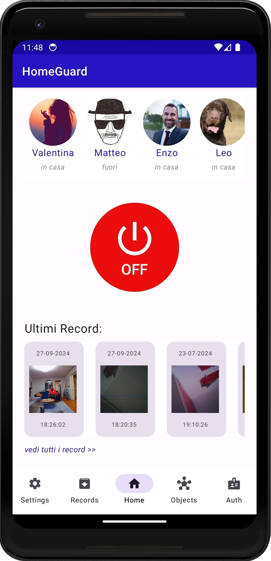 11:48
HomeGuard
Valentina Matteo Enzo Leo
in casa fuori in casa in casa
OFF
Ultimi Record:
27-09-2024 27-09-2024 23-07-2024
18:26:02 18:20:35 19:10:26
vedi tutti i record >>
Settings Records Home Objects Auth